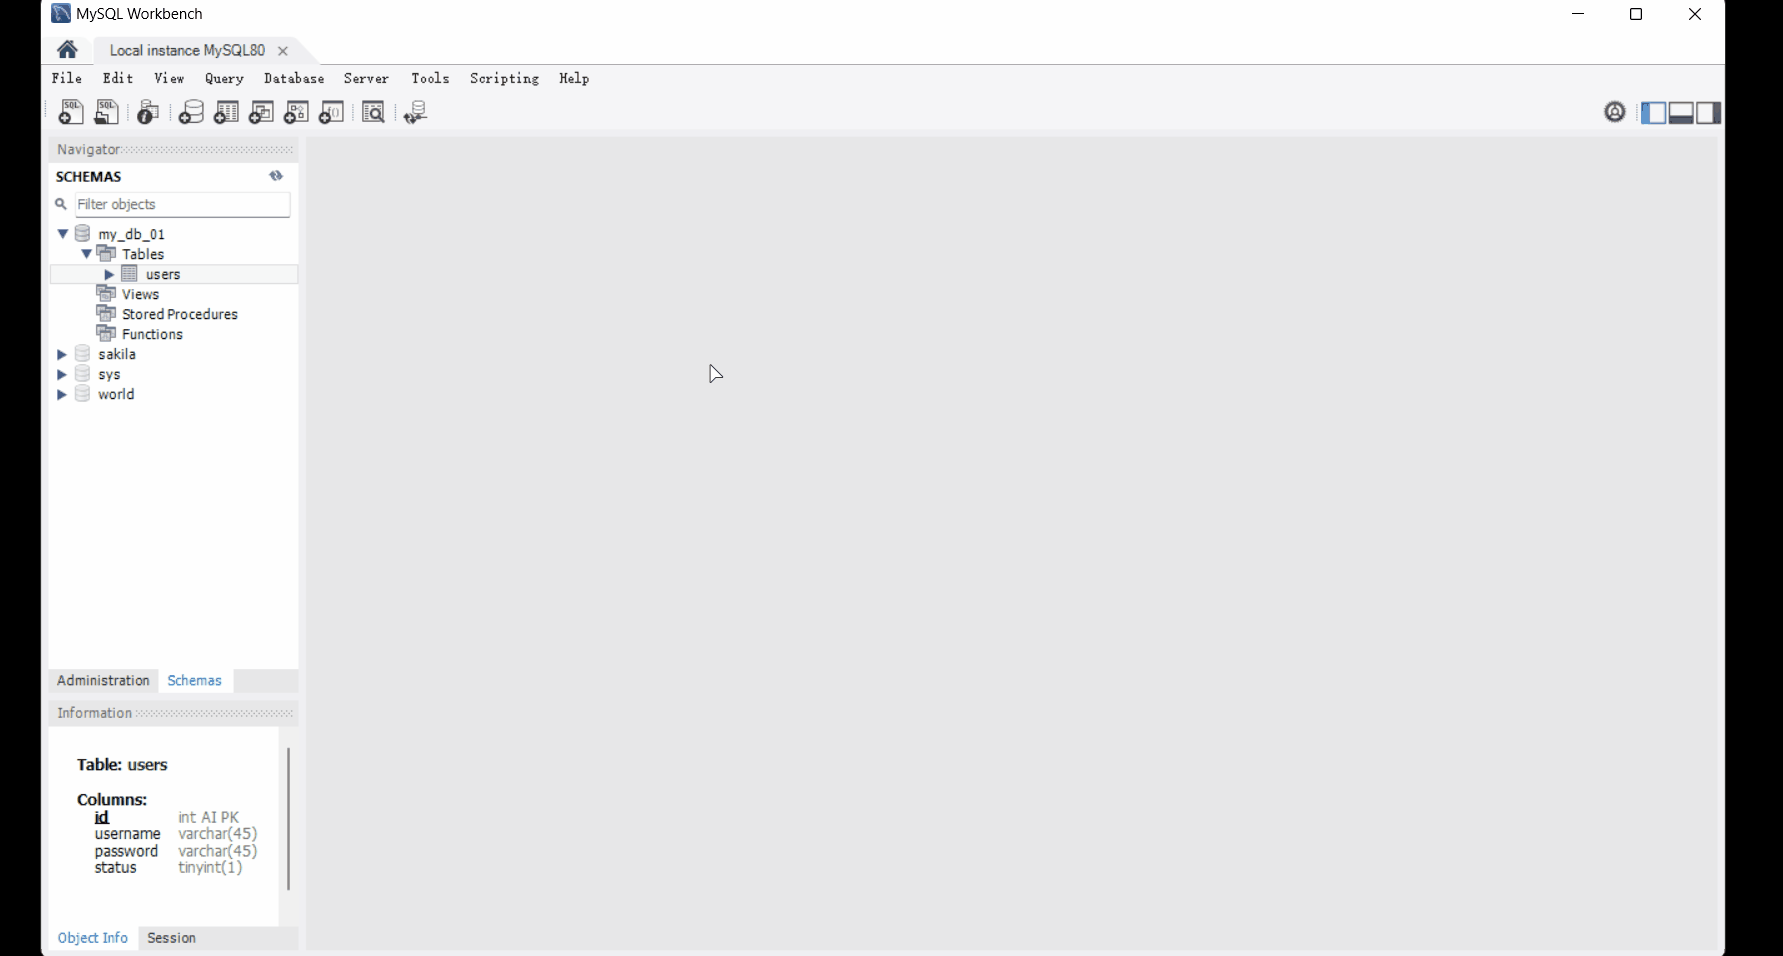 MySQL Workbench
Local instance MySQL80
File Edit View Query Database Server Tools Scripting Help
SQL SQL
Navigator
SCHEMAS
Filter objects
my_db_01
Tables
users
Views
Stored Procedures
Functions
sakila
sys
world
Administration Schemas
Information
Table: users
Columns:
id int AI PK
username varchar(45)
password varchar(45)
status tinyint(1)
Object Info Session